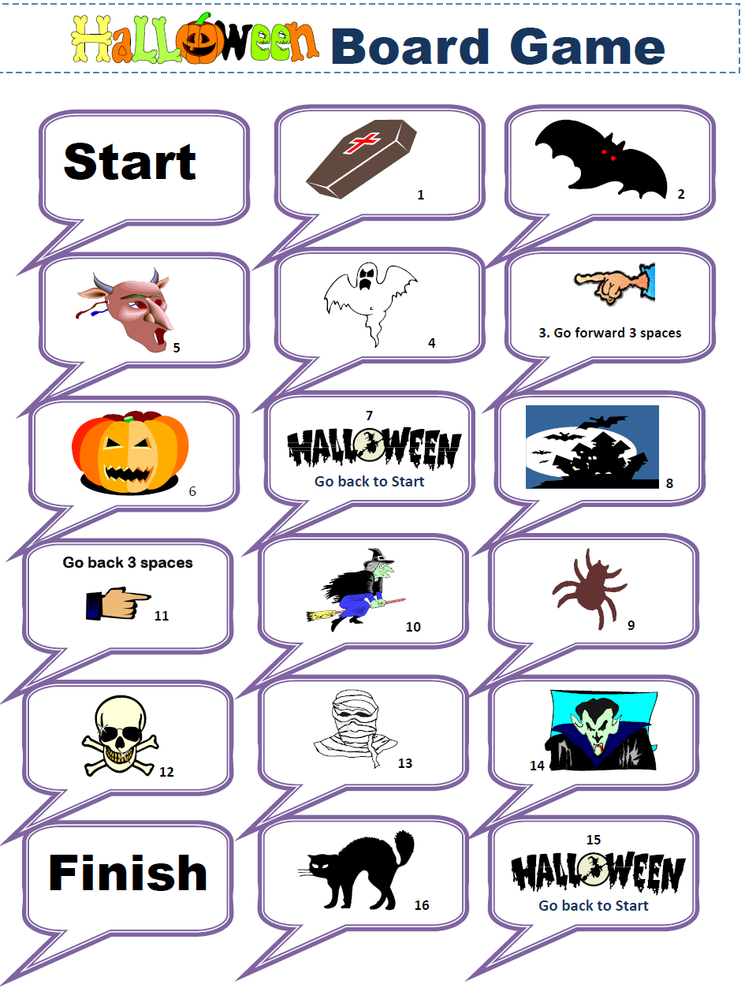 Halloween Board Game
Start
1
2
5
4
3. Go forward 3 spaces
6
7
HALLOWEEN
Go back to Start
8
Go back 3 spaces
11
10
9
12
13
14
Finish
16
15
HALLOWEEN
Go back to Start